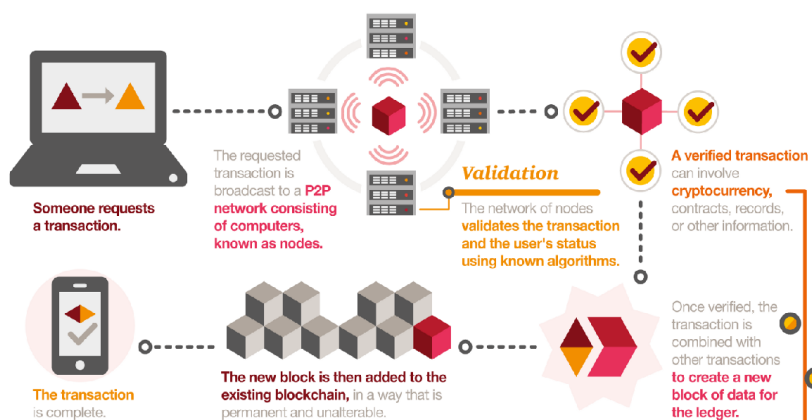 Someone requests
a transaction.
The requested
transaction is
broadcast to a P2P
network consisting
of computers,
known as nodes.
Validation
The network of nodes
validates the transaction
and the user's status
using known algorithms.
A verified transaction
can involve
cryptocurrency,
contracts, records,
or other information.
Once verified, the
transaction is
combined with
other transactions
to create a new
block of data for
the ledger.
The new block is then added to the
existing blockchain, in a way that is
permanent and unalterable.
The transaction
is complete.